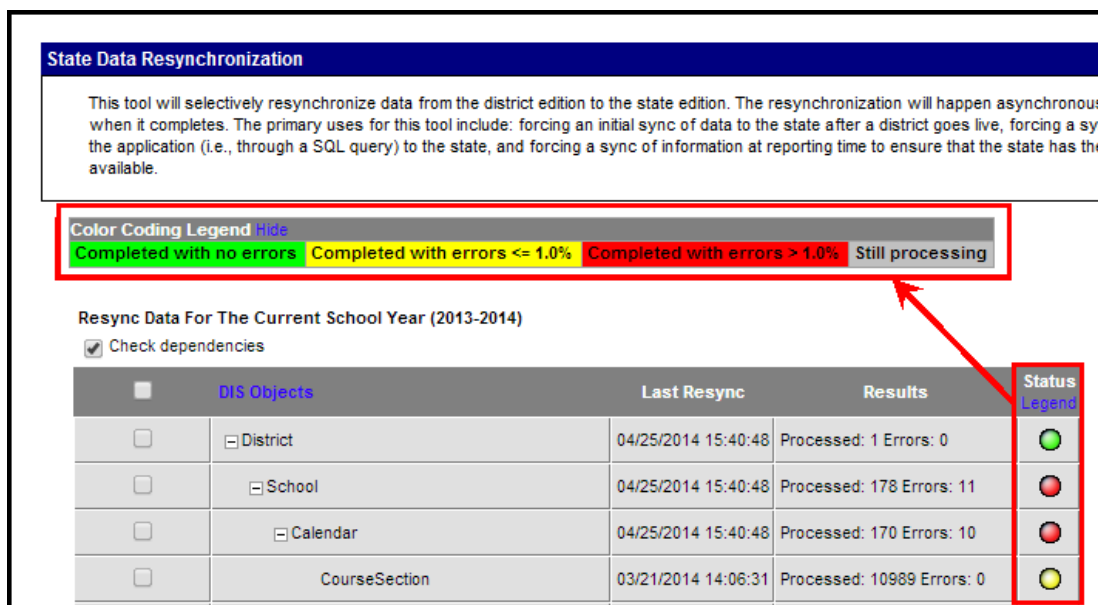 State Data Resynchronization
This tool will selectively resynchronize data from the district edition to the state edition. The resynchronization will happen asynchronous
when it completes. The primary uses for this tool include: forcing an initial sync of data to the state after a district goes live, forcing a sy
the application (i.e., through a SQL query) to the state, and forcing a sync of information at reporting time to ensure that the state has the
available.
Color Coding Legend Hide
Completed with no errors Completed with errors <= 1.0% Completed with errors > 1.0% Still processing
Resync Data For The Current School Year (2013-2014)
Check dependencies
DIS Objects Last Resync Results Status Legend
District 04/25/2014 15:40:48 Processed: 1 Errors: 0
School 04/25/2014 15:40:48 Processed: 178 Errors: 11
Calendar 04/25/2014 15:40:48 Processed: 170 Errors: 10
CourseSection 03/21/2014 14:06:31 Processed: 10989 Errors: 0